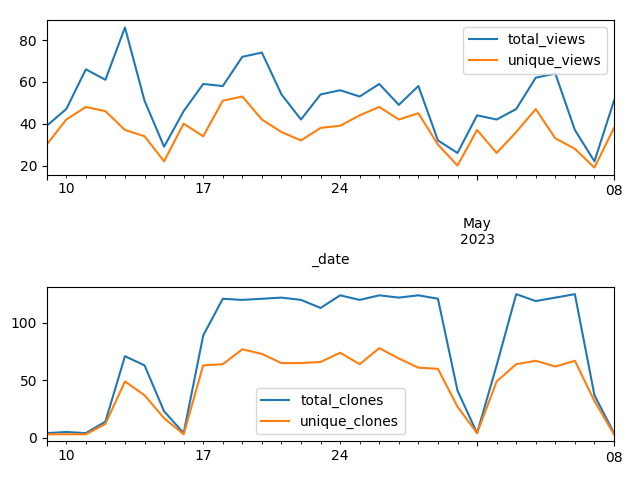 80
60
40
20
total_views
unique_views
10
17
24
08
May
2023
_date
100
50
0
total_clones
unique_clones
10
17
24
08